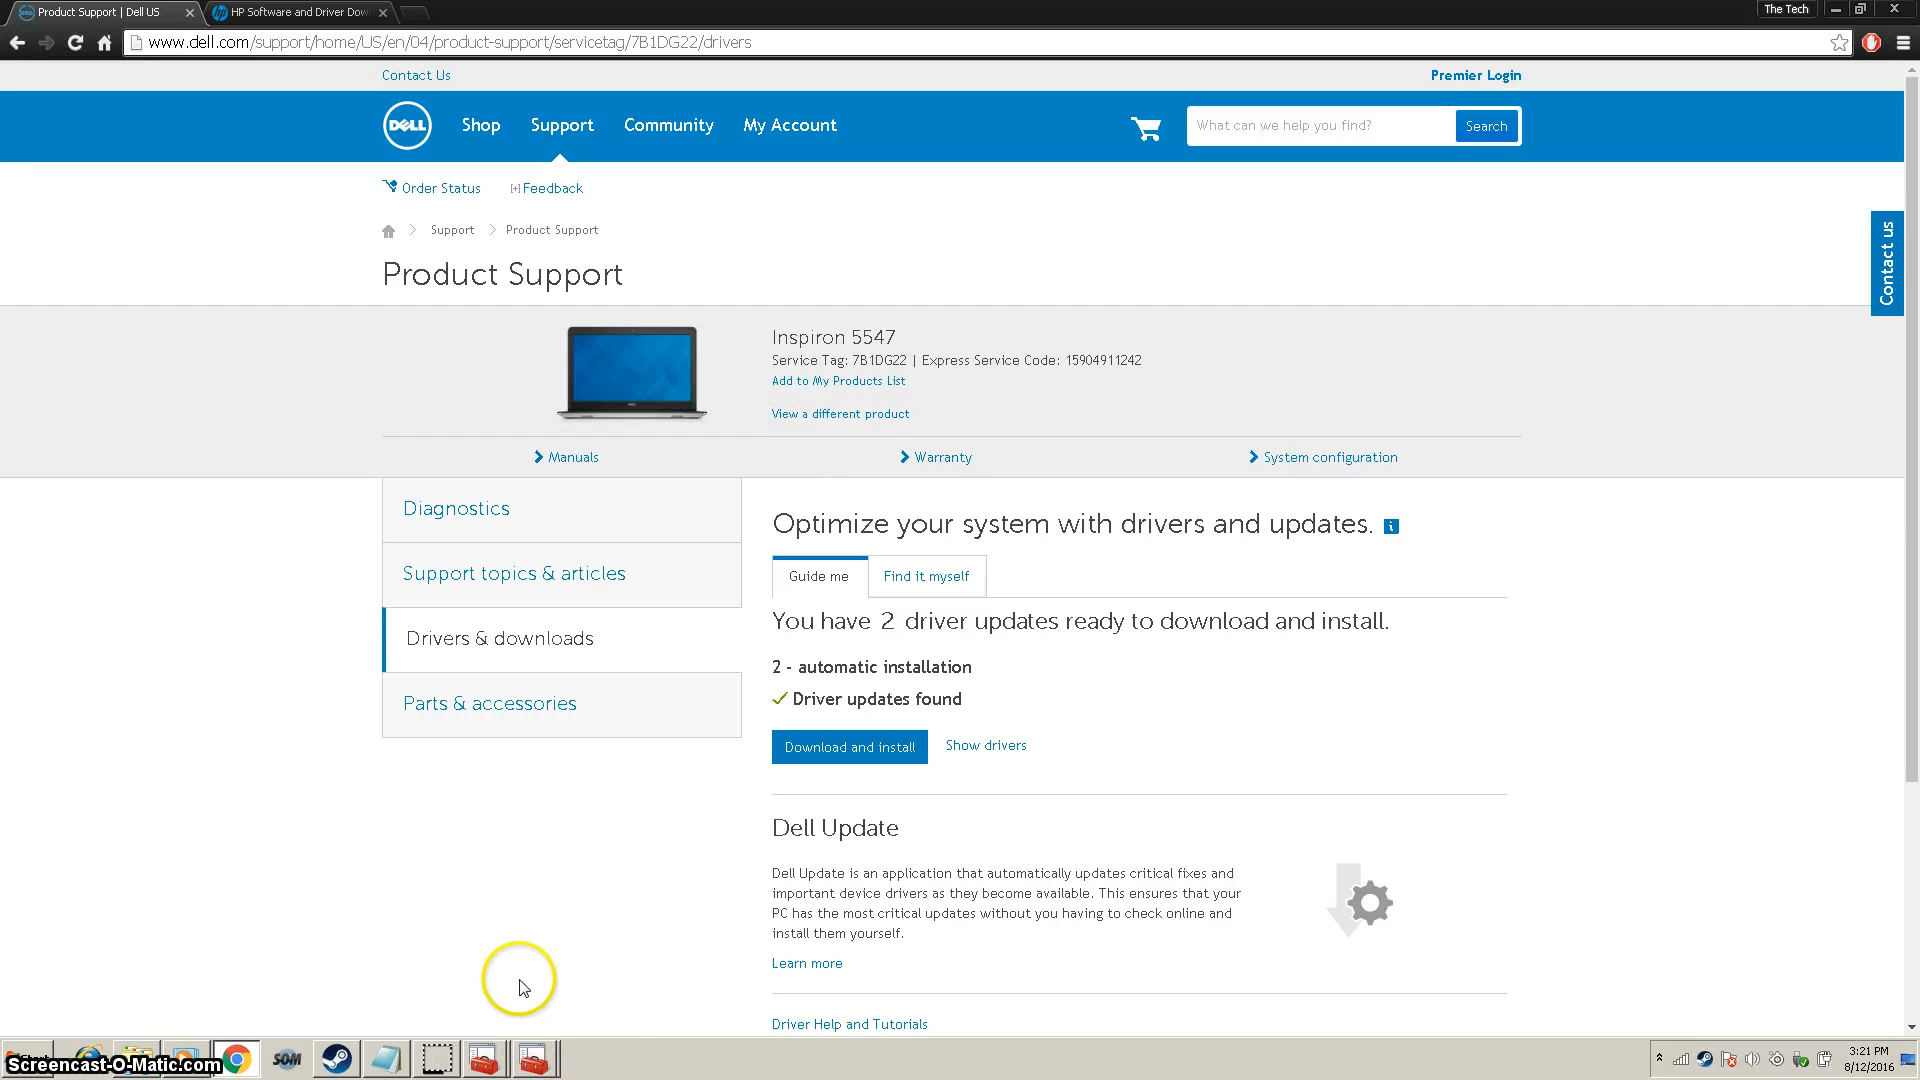 Product Support | Dell US
HP Software and Driver Dow
The Tech
www.dell.com/support/home/US/en/04/product-support/servicetag/7B1DG22/drivers
Contact Us
Premier Login
DELL
Shop
Support
Community
My Account
What can we help you find?
Search
Order Status
[+] Feedback
Support
Product Support
Contact us
Product Support
Inspiron 5547
Service Tag: 7B1DG22 | Express Service Code: 15904911242
Add to My Products List
View a different product
Manuals
Warranty
System configuration
Diagnostics
Support topics & articles
Drivers & downloads
Parts & accessories
Optimize your system with drivers and updates.
Guide me
Find it myself
You have 2 driver updates ready to download and install.
2 - automatic installation
Driver updates found
Download and install
Show drivers
Dell Update
Dell Update is an application that automatically updates critical fixes and
important device drivers as they become available. This ensures that your
PC has the most critical updates without you having to check online and
install them yourself.
Learn more
Driver Help and Tutorials
Screencast-O-Matic.com
SOM
3:21 PM
8/12/2016